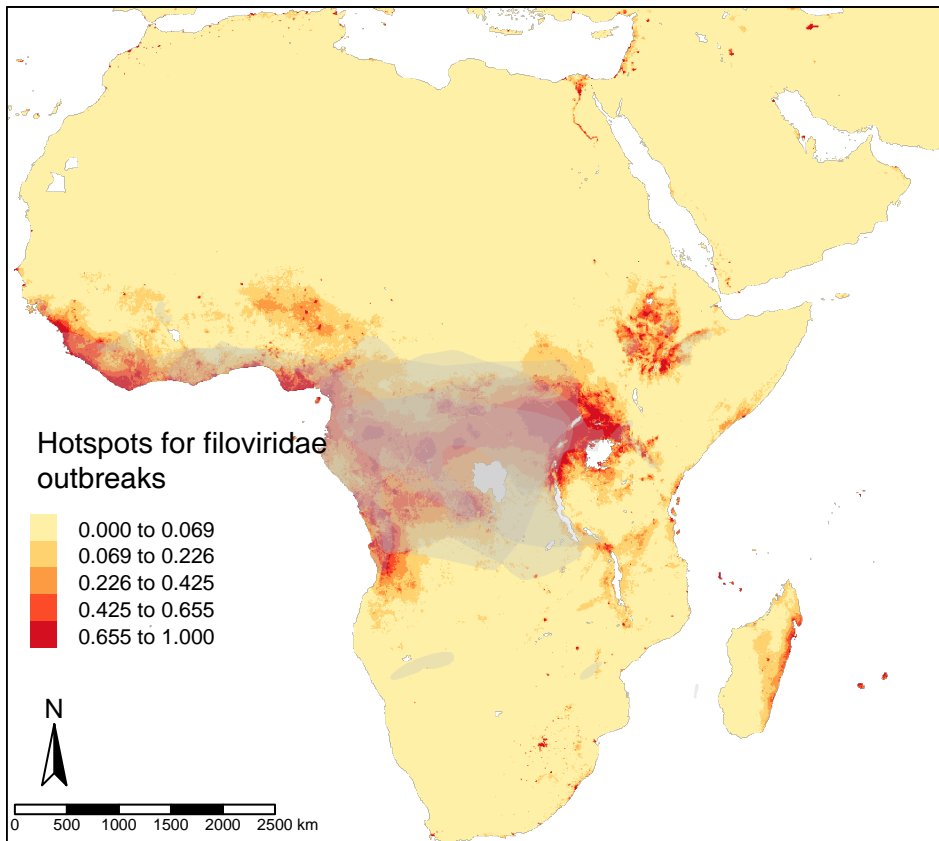 Hotspots for filoviridae
outbreaks
0.000 to 0.069
0.069 to 0.226
0.226 to 0.425
0.425 to 0.655
0.655 to 1.000
N
0 500 1000 1500 2000 2500 km